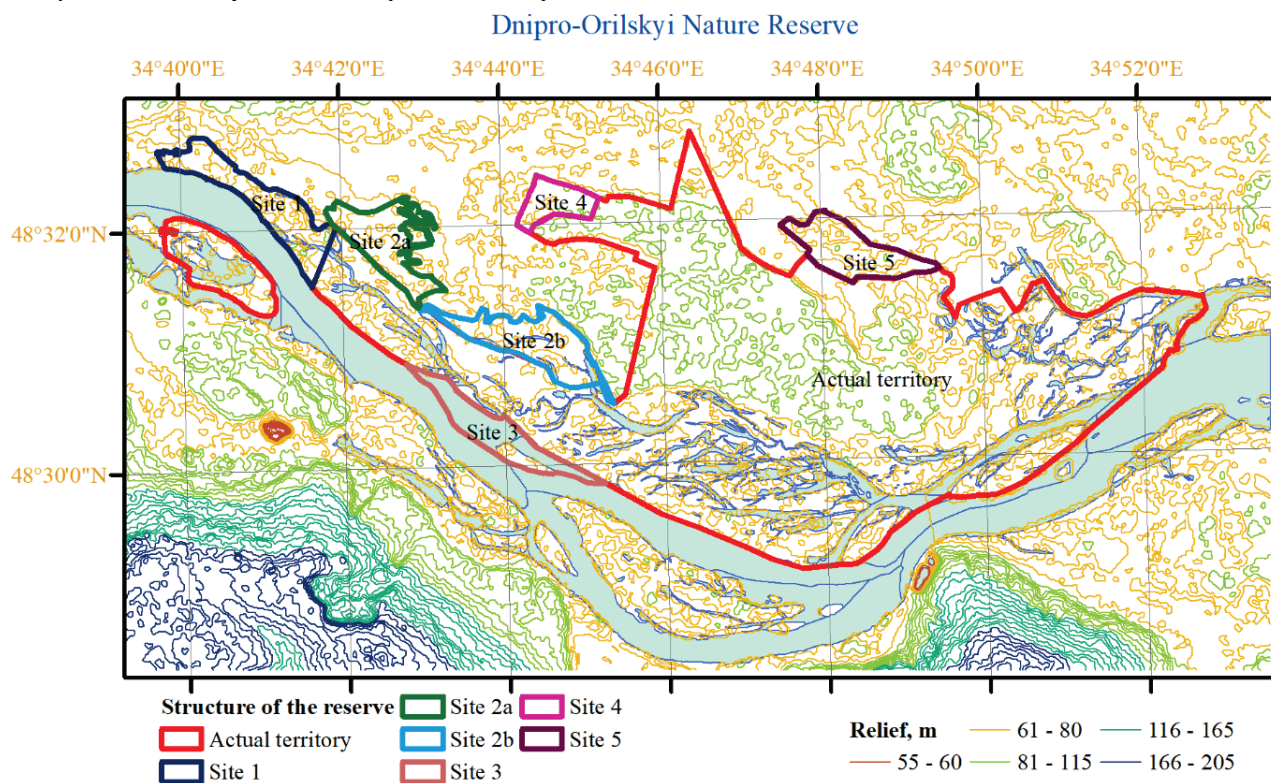 Dnipro-Orilskyi Nature Reserve
34°40'0"E 34°42'0"E 34°44'0"E 34°46'0"E 34°48'0"E 34°50'0"E 34°52'0"E
Site 1
Site 4
48°32'0"N
Site 2a
Site 5
Site 2b
Actual territory
Site 3
48°30'0"N
Structure of the reserve
Actual territory
Site 1
Site 2a
Site 2b
Site 3
Site 4
Site 5
Relief, m
55 - 60
61 - 80
81 - 115
116 - 165
166 - 205